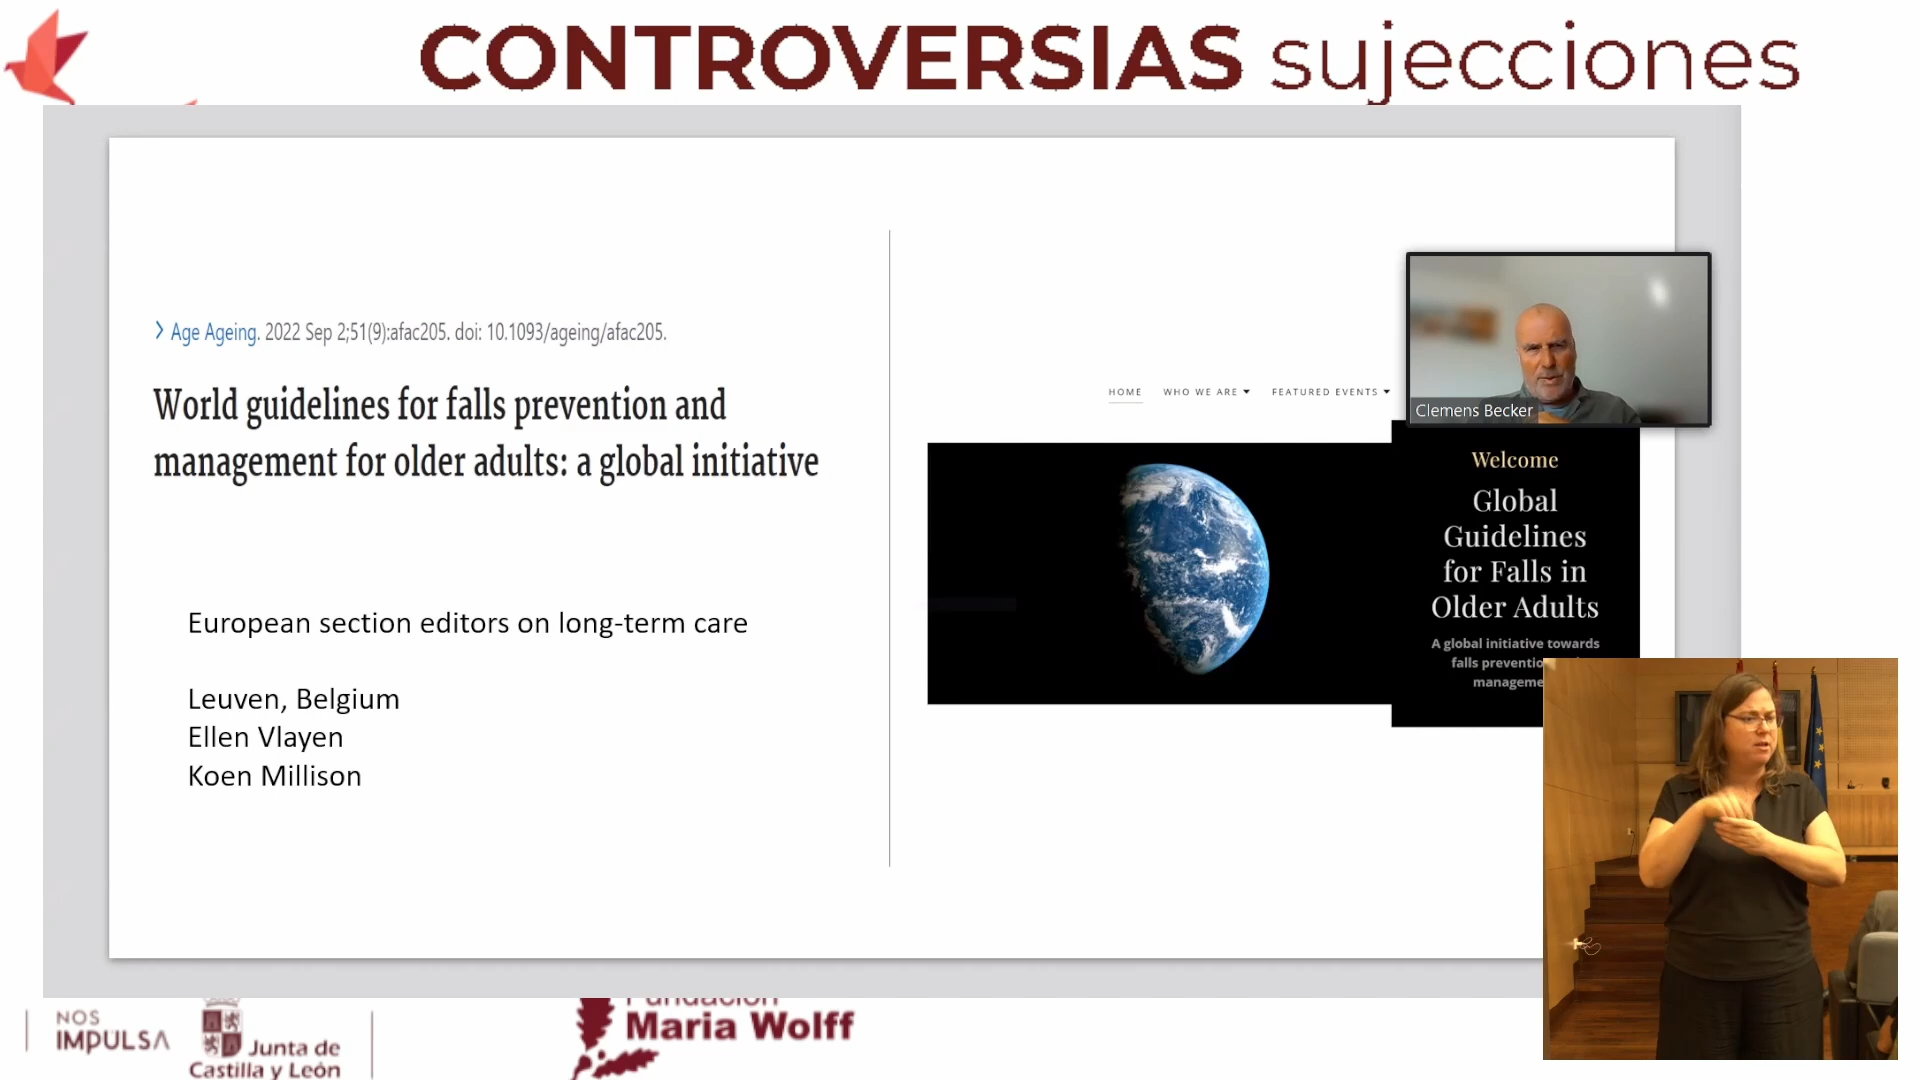 CONTROVERSIAS sujecciones
Age Ageing. 2022 Sep 2;51(9):afac205. doi: 10.1093/ageing/afac205.
World guidelines for falls prevention and
management for older adults: a global initiative
European section editors on long-term care
Leuven, Belgium
Ellen Vlayen
Koen Millison
HOME WHO WE ARE FEATURED EVENTS
Clemens Becker
Welcome
Global
Guidelines
for Falls in
Older Adults
A global initiative towards
falls
NOS
IMPULSA
Junta de
Castilla y León
Fundación
Maria Wolff